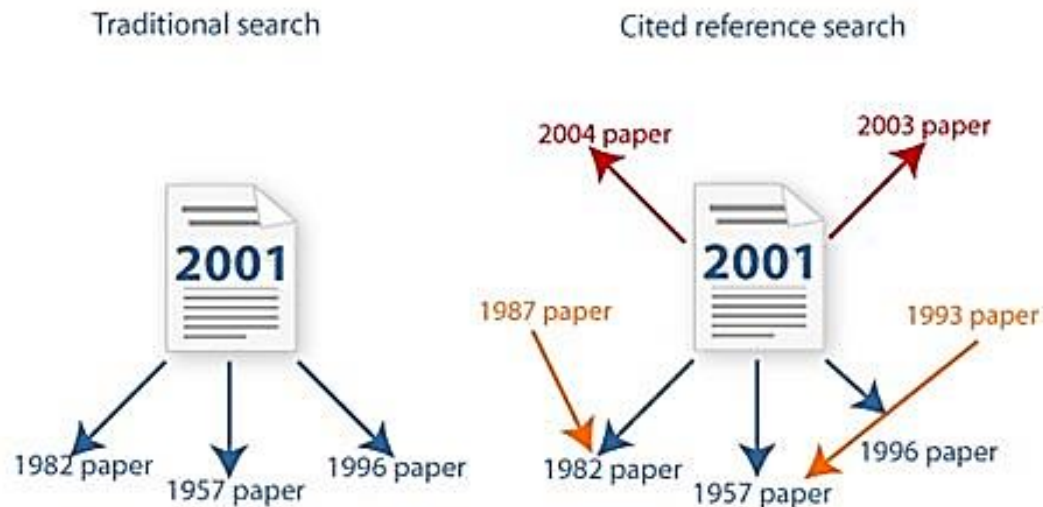 Traditional search
2001
1982 paper
1957 paper
1996 paper
Cited reference search
2004 paper
2003 paper
2001
1987 paper
1993 paper
1982 paper
1957 paper
1996 paper